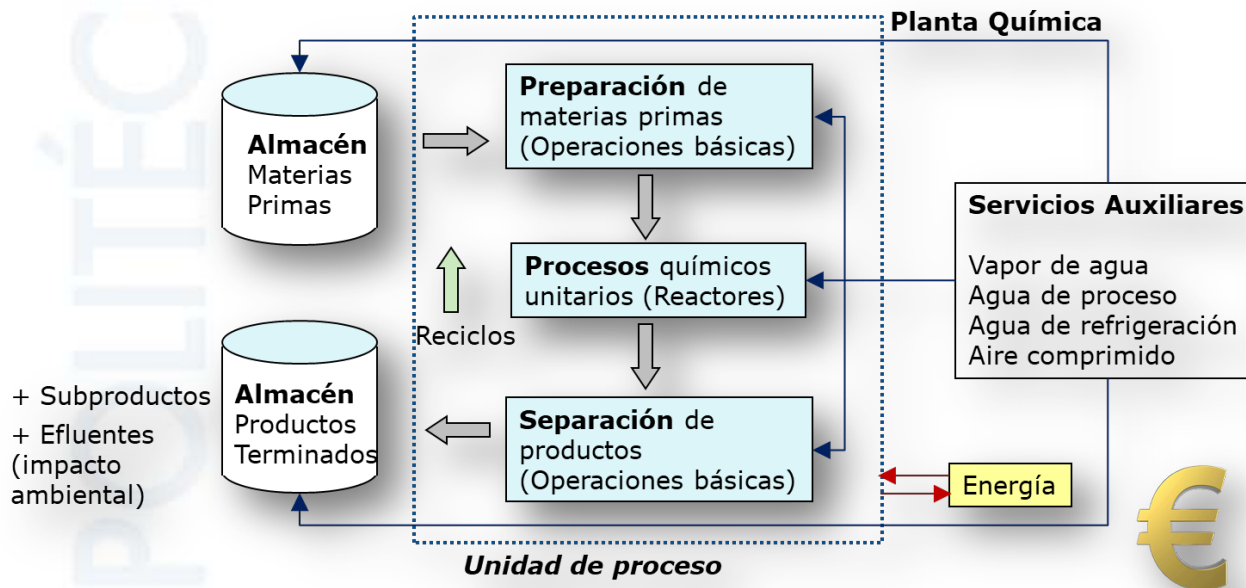 POLITÉC
Planta Química
Almacén
Materias
Primas
Preparación de
materias primas
(Operaciones básicas)
Servicios Auxiliares
Vapor de agua
Agua de proceso
Agua de refrigeración
Aire comprimido
Procesos químicos
unitarios (Reactores)
Reciclos
+ Subproductos
+ Efluentes
(impacto
ambiental)
Almacén
Productos
Terminados
Separación de
productos
(Operaciones básicas)
Energía
€
Unidad de proceso